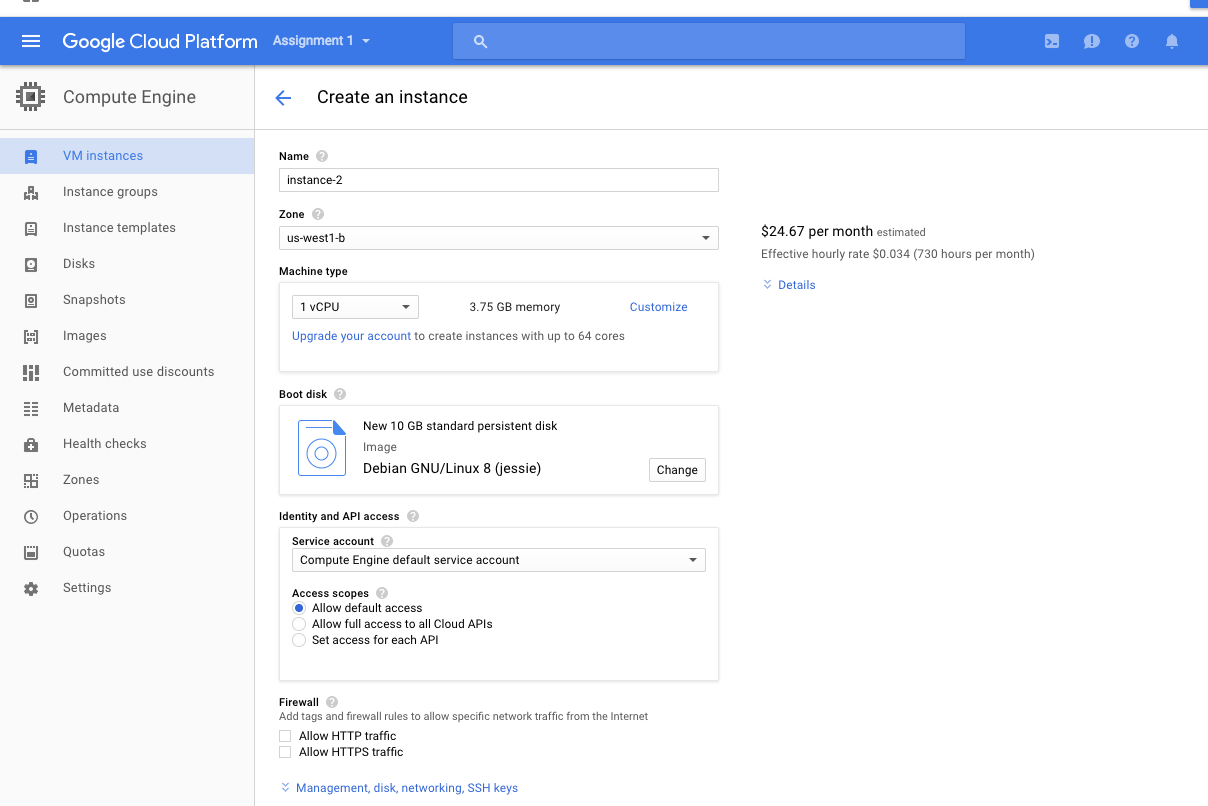 Google Cloud Platform Assignment 1
Compute Engine
VM instances
Instance groups
Instance templates
Disks
Snapshots
Images
Committed use discounts
Metadata
Health checks
Zones
Operations
Quotas
Settings
Create an instance
Name
instance-2
Zone
us-west1-b
Machine type
1 vCPU 3.75 GB memory Customize
Upgrade your account to create instances with up to 64 cores
Boot disk
New 10 GB standard persistent disk
Image
Debian GNU/Linux 8 (jessie)
Change
Identity and API access
Service account
Compute Engine default service account
Access scopes
Allow default access
Allow full access to all Cloud APIs
Set access for each API
Firewall
Add tags and firewall rules to allow specific network traffic from the Internet
Allow HTTP traffic
Allow HTTPS traffic
Management, disk, networking, SSH keys
$24.67 per month estimated
Effective hourly rate $0.034 (730 hours per month)
Details